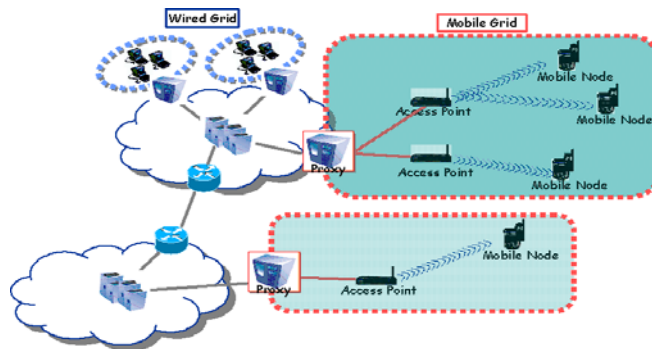 Wired Grid
Mobile Grid
Mobile Node
Access Point
Mobile Node
Proxy
Access Point
Mobile Node
Mobile Node
Proxy
Access Point